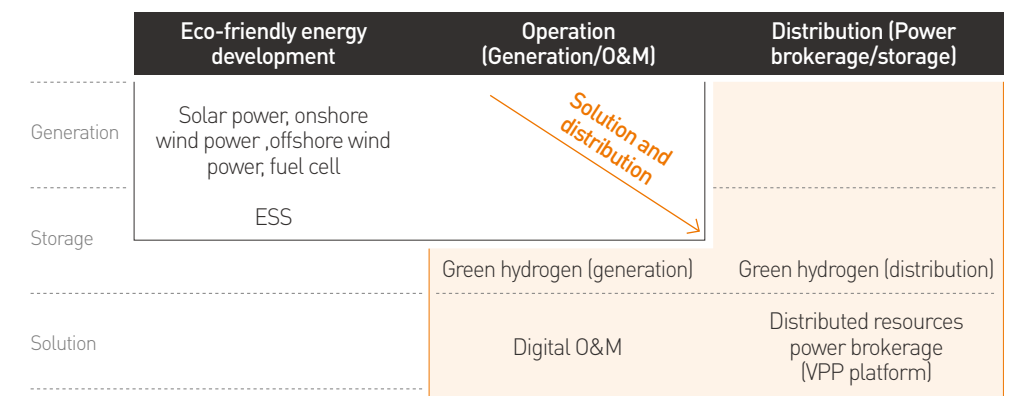 Eco-friendly energy
development
Operation
(Generation/O&M)
Distribution (Power
brokerage/storage)
Generation
Solar power, onshore
wind power ,offshore wind
power, fuel cell
Solution and
distribution
ESS
Storage
Green hydrogen (generation)
Green hydrogen (distribution)
Solution
Digital O&M
Distributed resources
power brokerage
(VPP platform)